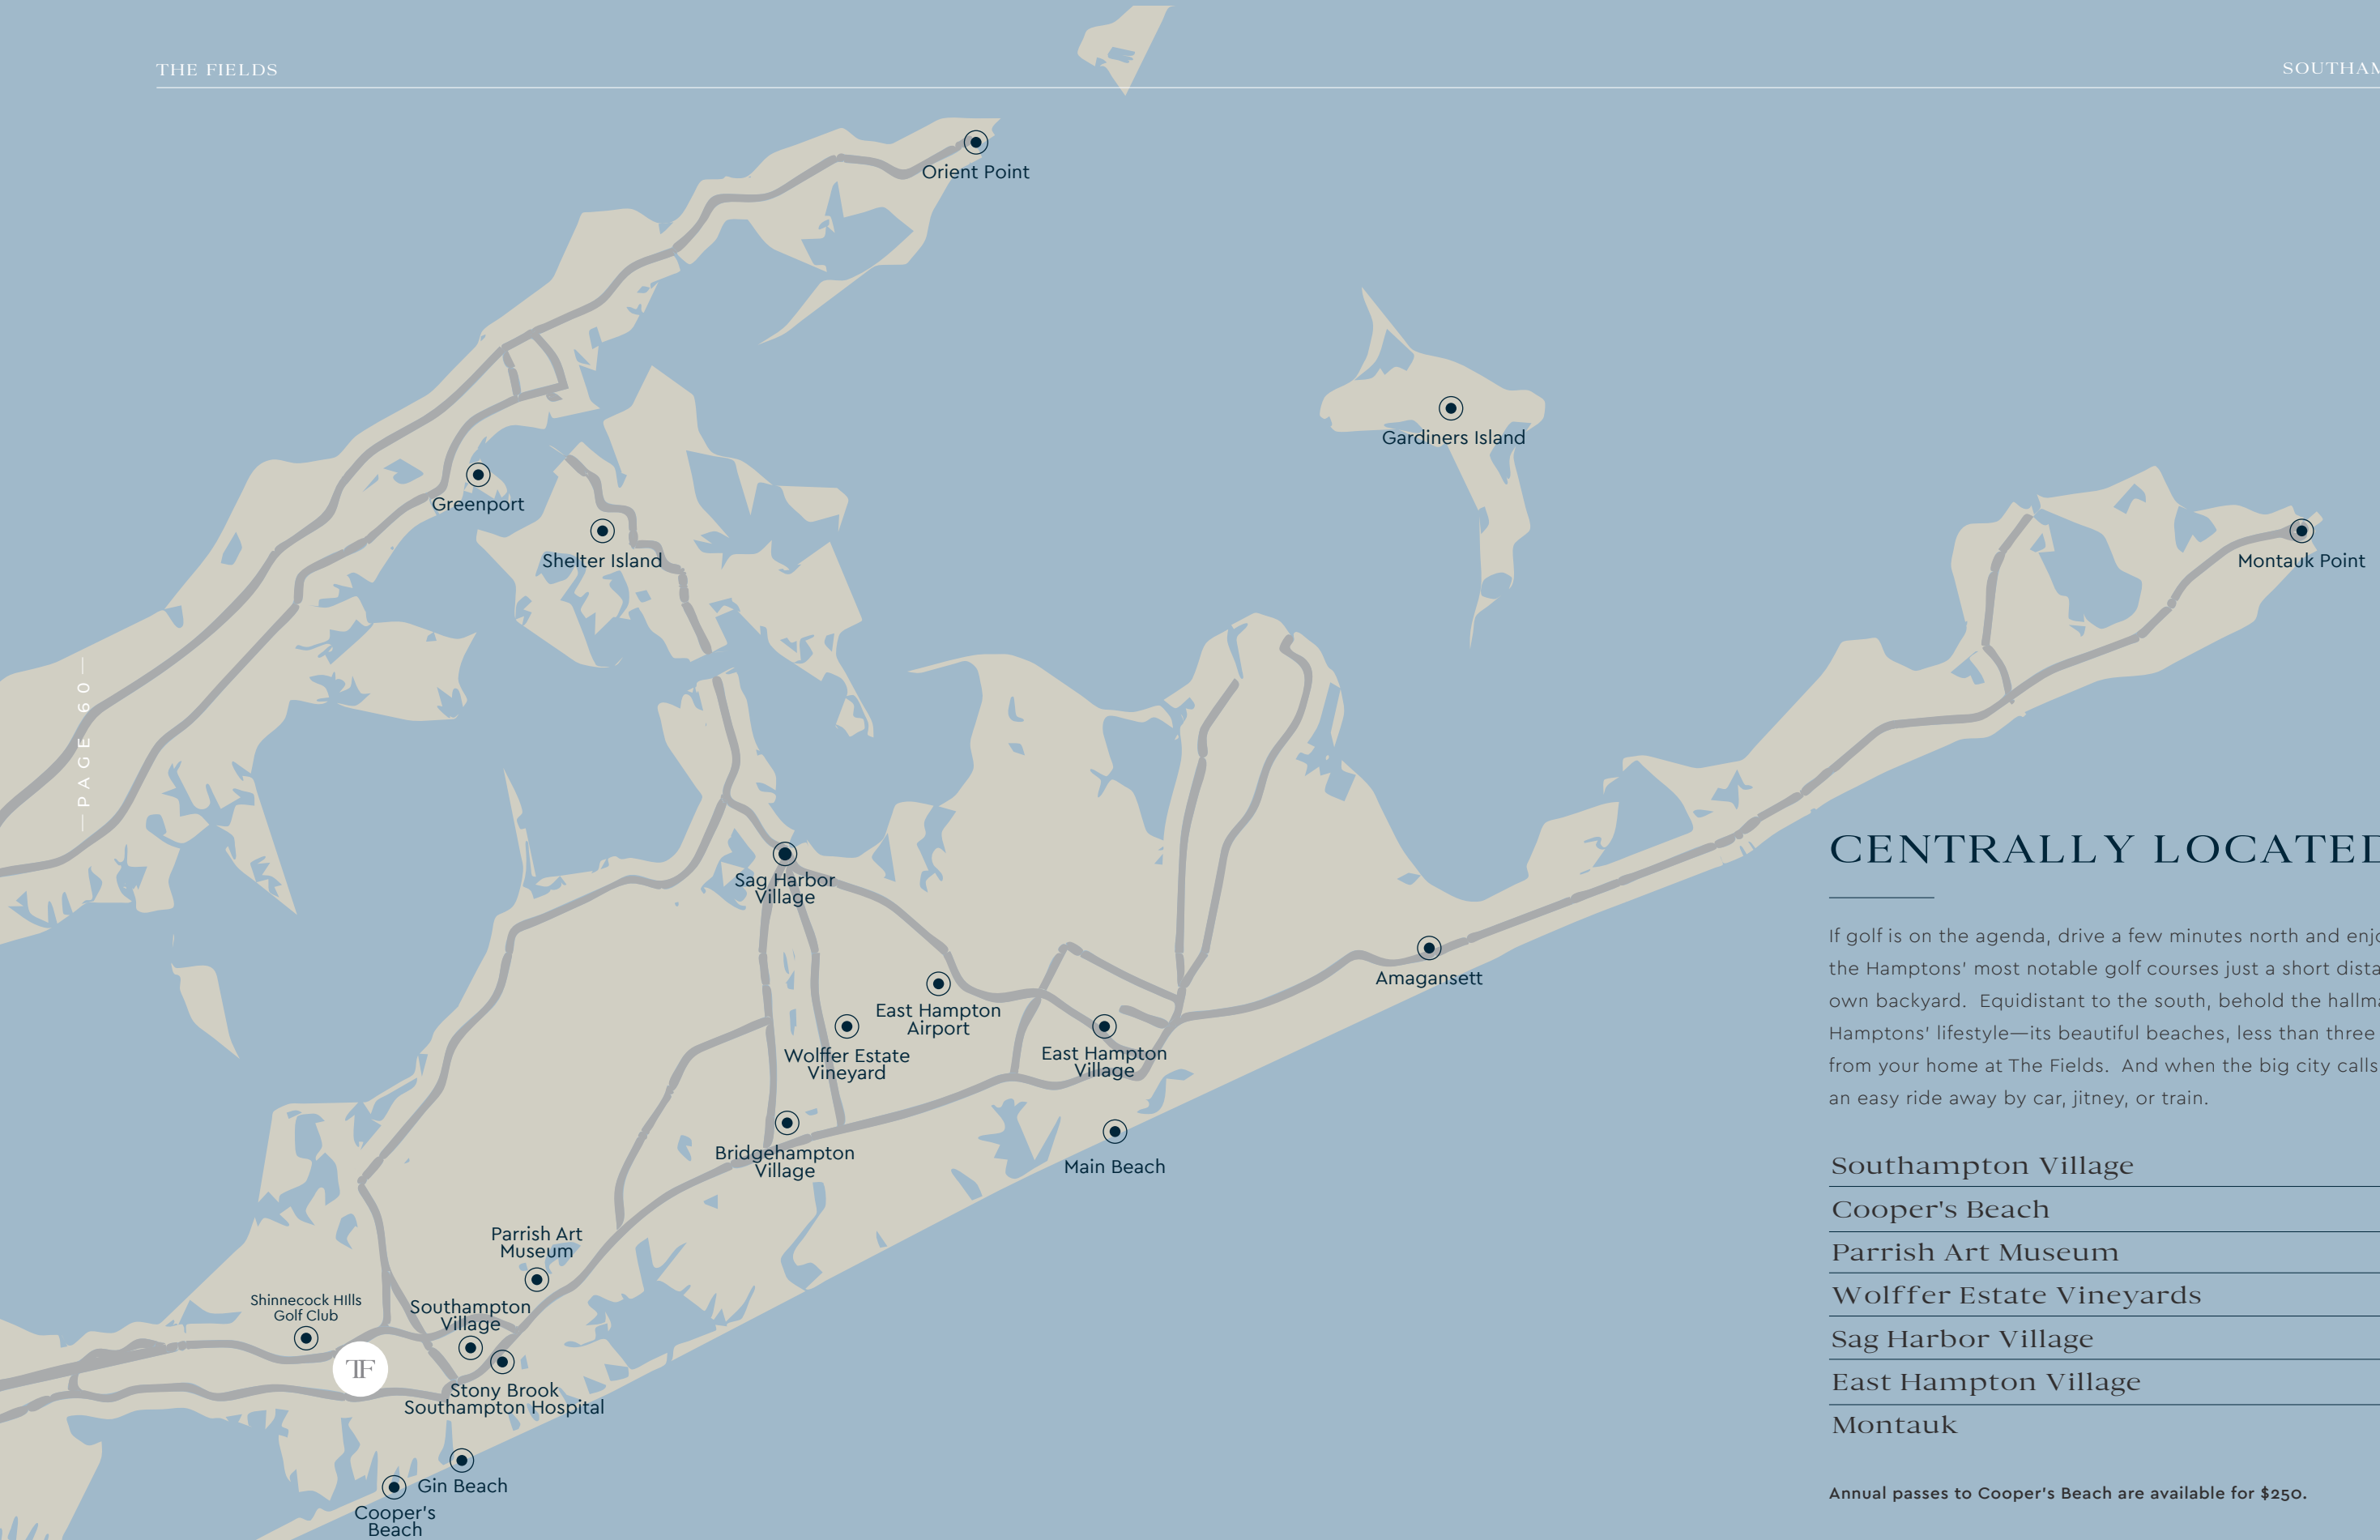 THE FIELDS
Orient Point
Gardiners Island
Greenport
Shelter Island
Montauk Point
— PAGE 60 —
Sag Harbor
Village
Amagansett
East Hampton
Airport
Wolffer Estate
Vineyard
East Hampton
Village
Bridgehampton
Village
Main Beach
Parrish Art
Museum
Shinnecock HIlls
Golf Club
Southampton
Village
TF
Stony Brook
Southampton Hospital
Gin Beach
Cooper's
Beach
CENTRALLY LOCATED
If golf is on the agenda, drive a few minutes north and
the Hamptons' most notable golf courses just a short
own backyard.  Equidistant to the south, behold the
Hamptons' lifestyle—its beautiful beaches, less than three
from your home at The Fields.  And when the big city calls
an easy ride away by car, jitney, or train.
Southampton Village
Cooper's Beach
Parrish Art Museum
Wolffer Estate Vineyards
Sag Harbor Village
East Hampton Village
Montauk
Annual passes to Cooper's Beach are available for $250.